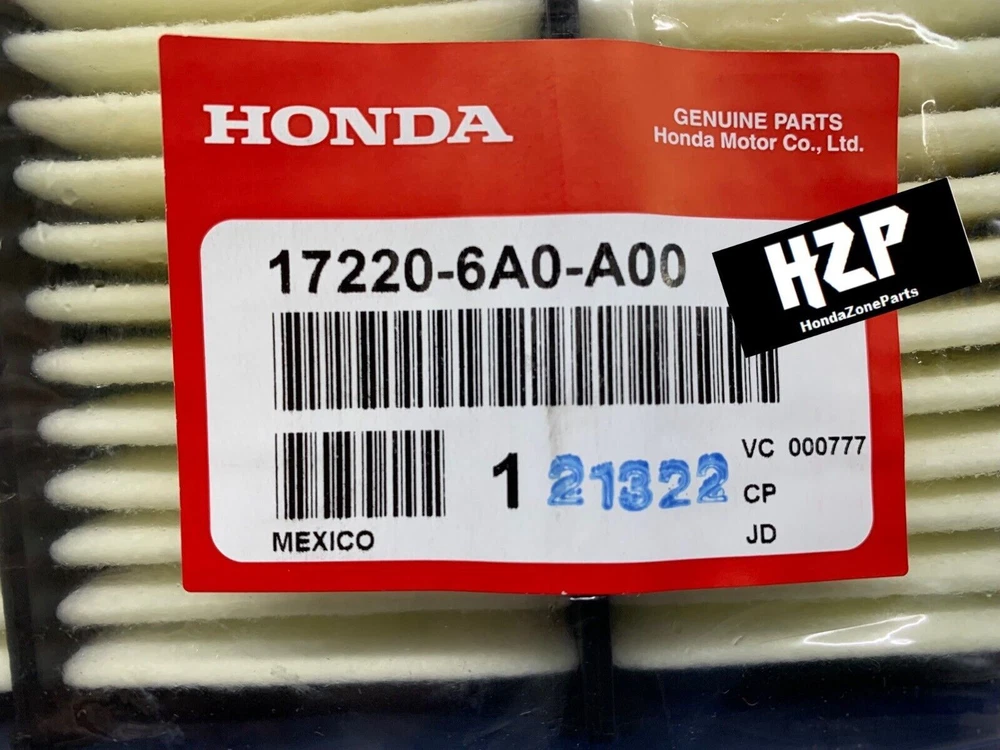 HONDA
GENUINE PARTS
Honda Motor Co., Ltd.
17220-6A0-A00
HZP
HondaZoneParts
1 21322
VC 000777
CP
MEXICO
JD